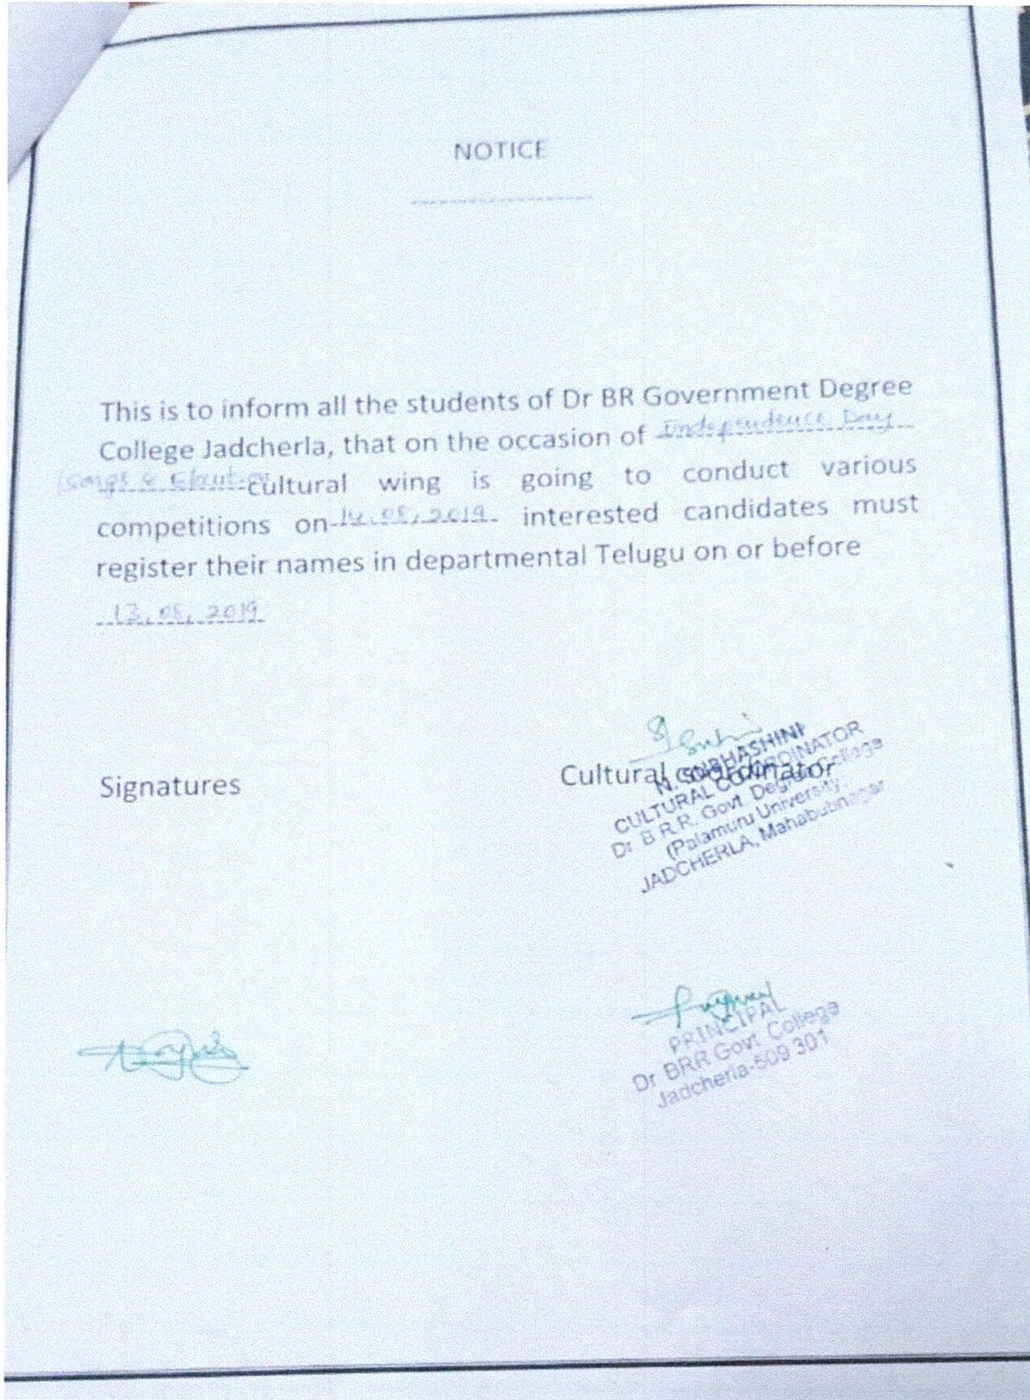 NOTICE
This is to inform all the students of Dr BR Government Degree
College Jadcherla, that on the occasion of Independence Day
(Songs & Cultural wing is going to conduct various
competitions on 14.08.2019 interested candidates must
register their names in departmental Telugu on or before
13.08.2019
Signatures
Cultural coordinator
N. SUBHASHINI
CULTURAL COORDINATOR
Dr B.R.R. Govt. Degree College
(Palamuru University)
JADCHERLA, Mahabubnagar
PRINCIPAL
Dr BRR Govt. College
Jadcherla-509 301